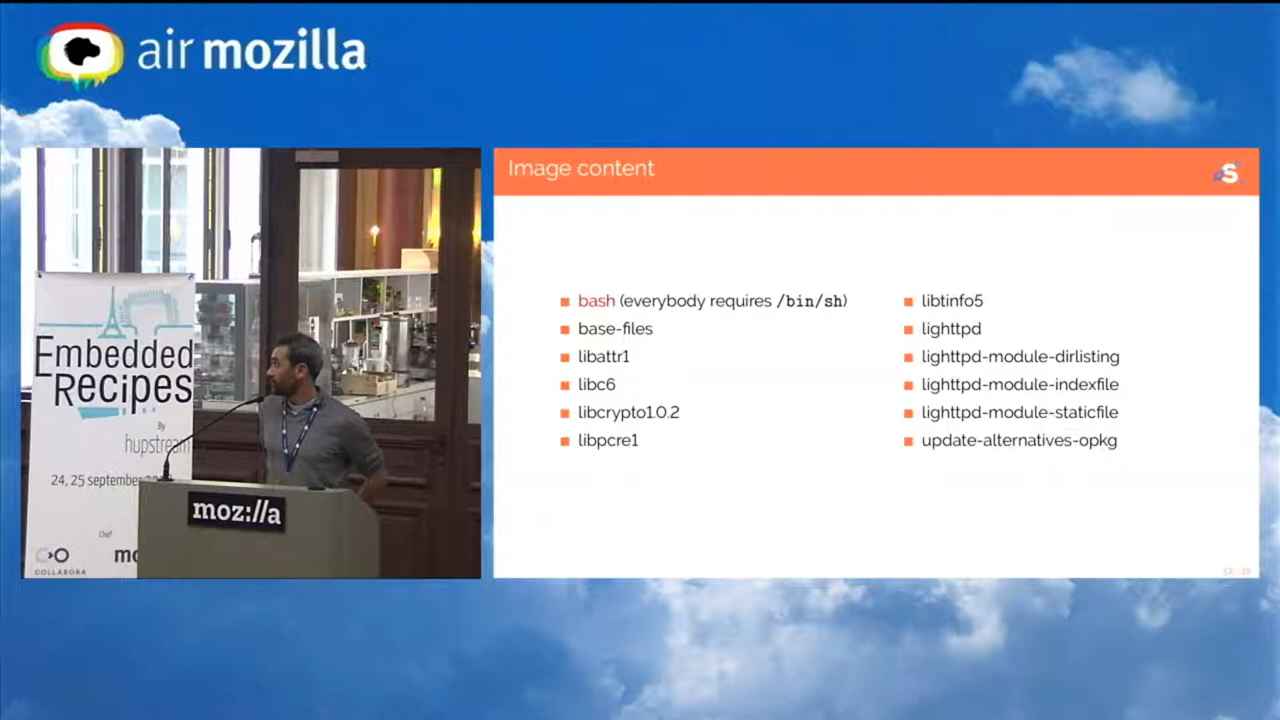 air mozilla
Embedded
Recipes
By
hupstream
24, 25 september
Chef
COLLABORA
moz://a
Image content
S
bash (everybody requires /bin/sh)
base-files
libattr1
libc6
libcrypto1.0.2
libpcre1
libtinfo5
lighttpd
lighttpd-module-dirlisting
lighttpd-module-indexfile
lighttpd-module-staticfile
update-alternatives-opkg